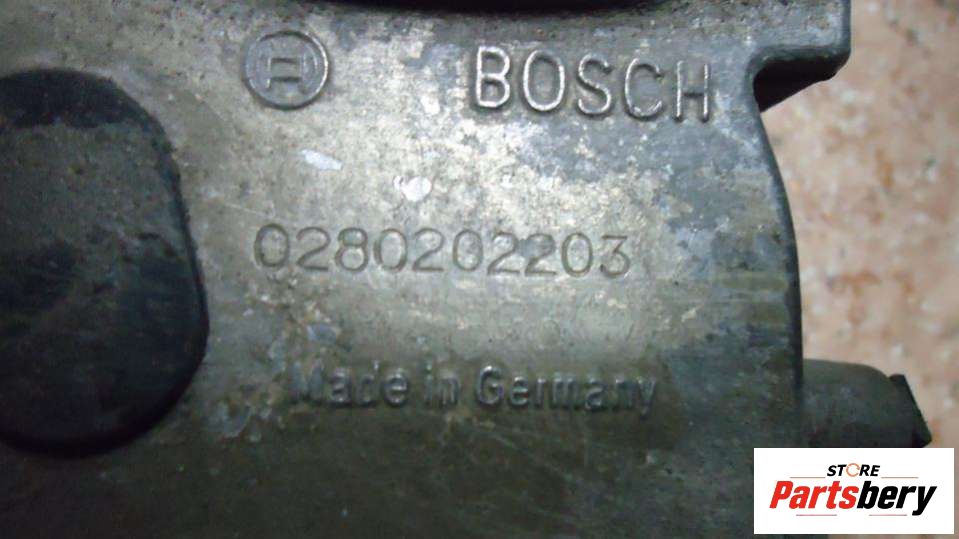 BOSCH
0280202203
Made in Germany
STORE
Partsbery